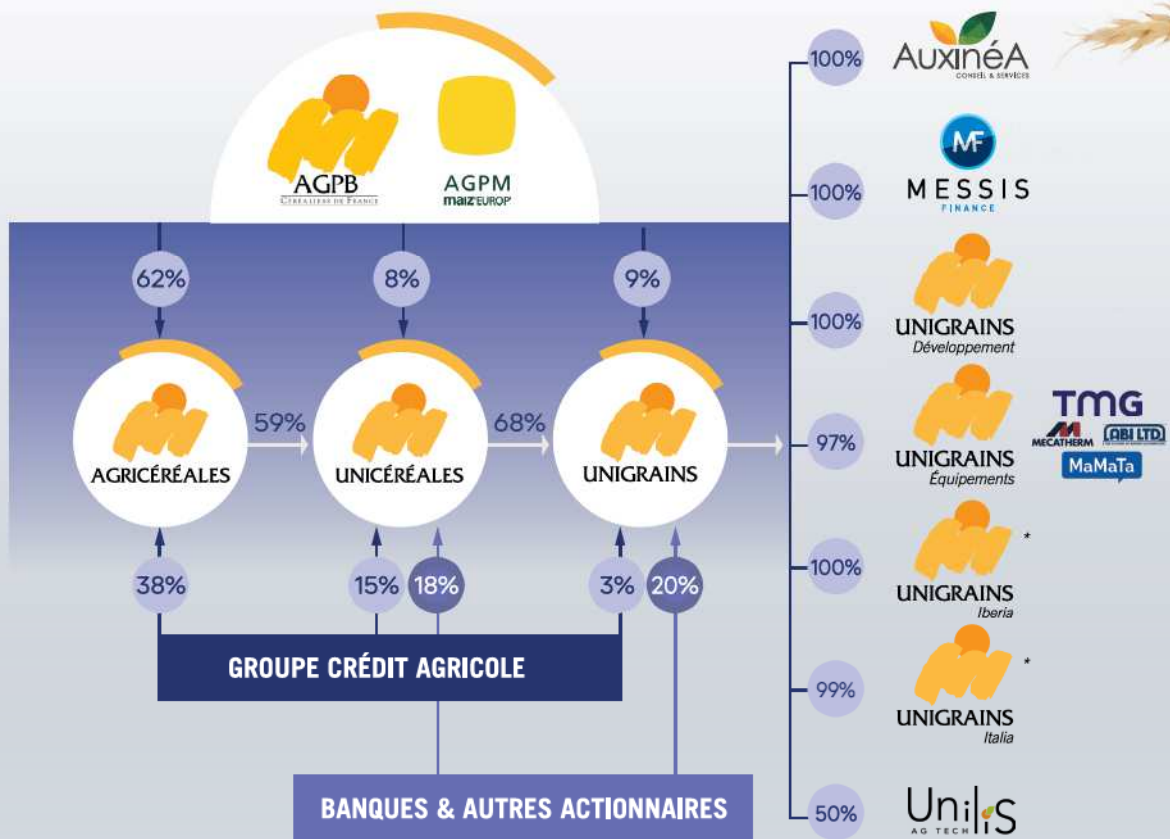 AGPB
CÉRÉALIERS DE FRANCE
AGPM
maïz'EUROP'
62%
8%
9%
AGRICÉRÉALES
59%
UNICÉRÉALES
68%
UNIGRAINS
38%
15%
18%
3%
20%
GROUPE CRÉDIT AGRICOLE
BANQUES & AUTRES ACTIONNAIRES
100%
AUXINÉA
CONSEIL & SERVICES
100%
MF
MESSIS
FINANCE
100%
UNIGRAINS
Développement
97%
UNIGRAINS
Équipements
TMG
MECATHERM
ABI LTD
MaMaTa
100%
UNIGRAINS
Iberia
*
99%
UNIGRAINS
Italia
*
50%
UniliS
AG TECH